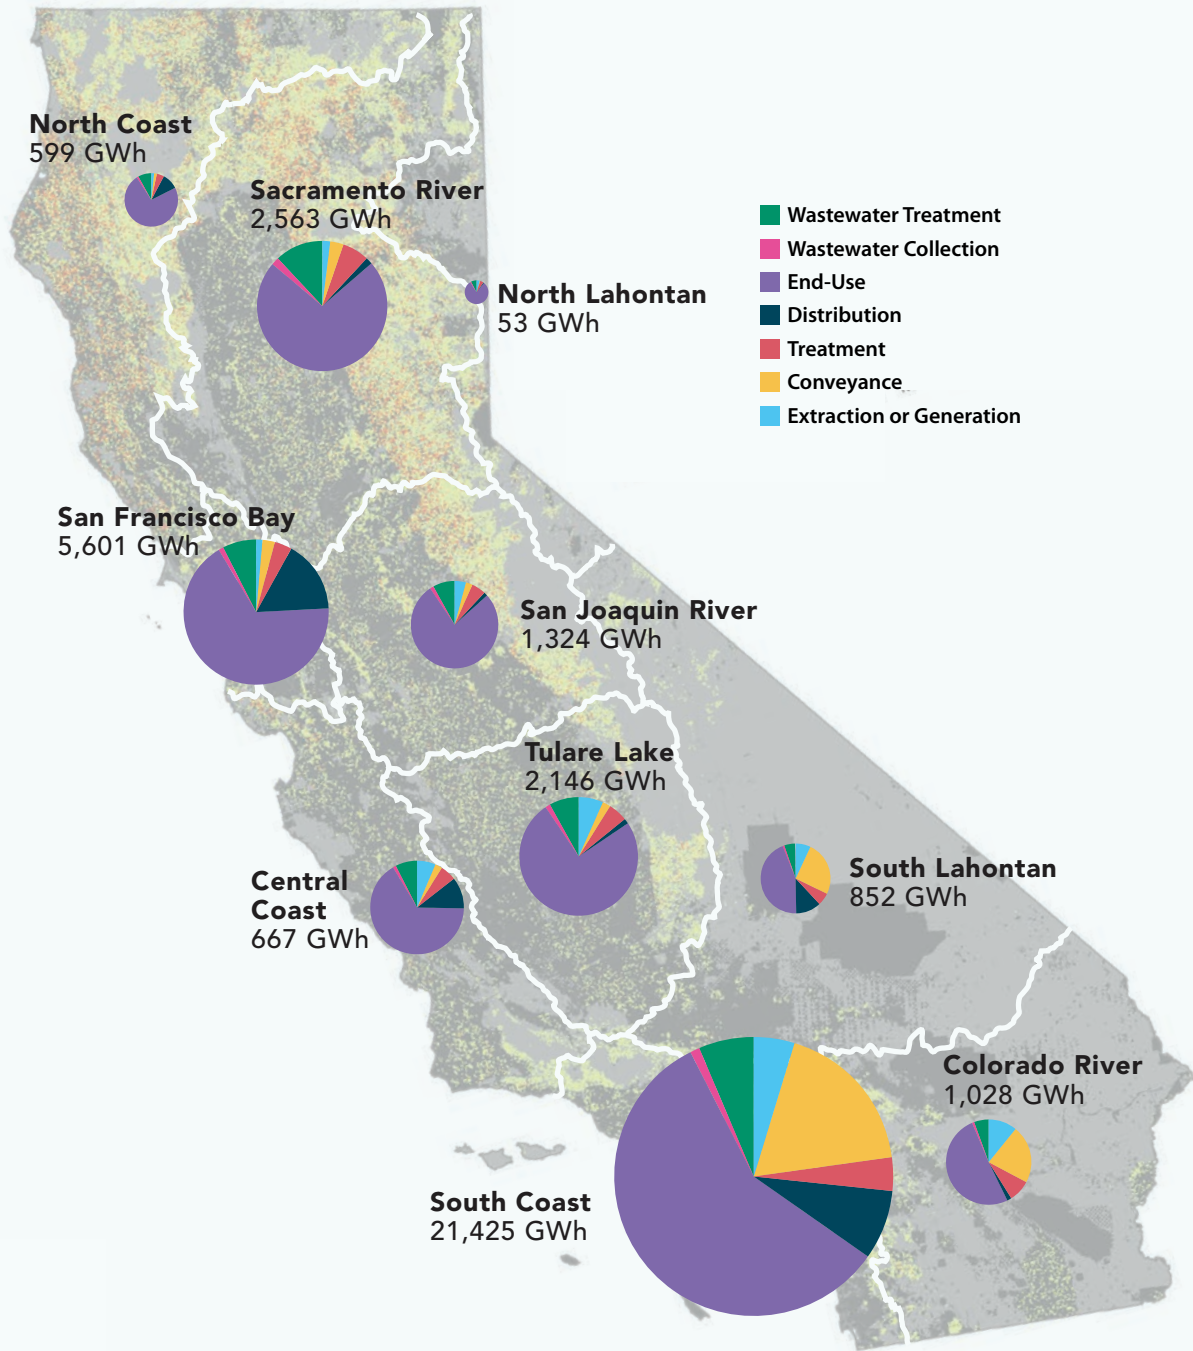 North Coast
599 GWh
Sacramento River
2,563 GWh
Wastewater Treatment
Wastewater Collection
End-Use
Distribution
Treatment
Conveyance
Extraction or Generation
North Lahontan
53 GWh
San Francisco Bay
5,601 GWh
San Joaquin River
1,324 GWh
Tulare Lake
2,146 GWh
Central
Coast
667 GWh
South Lahontan
852 GWh
Colorado River
1,028 GWh
South Coast
21,425 GWh